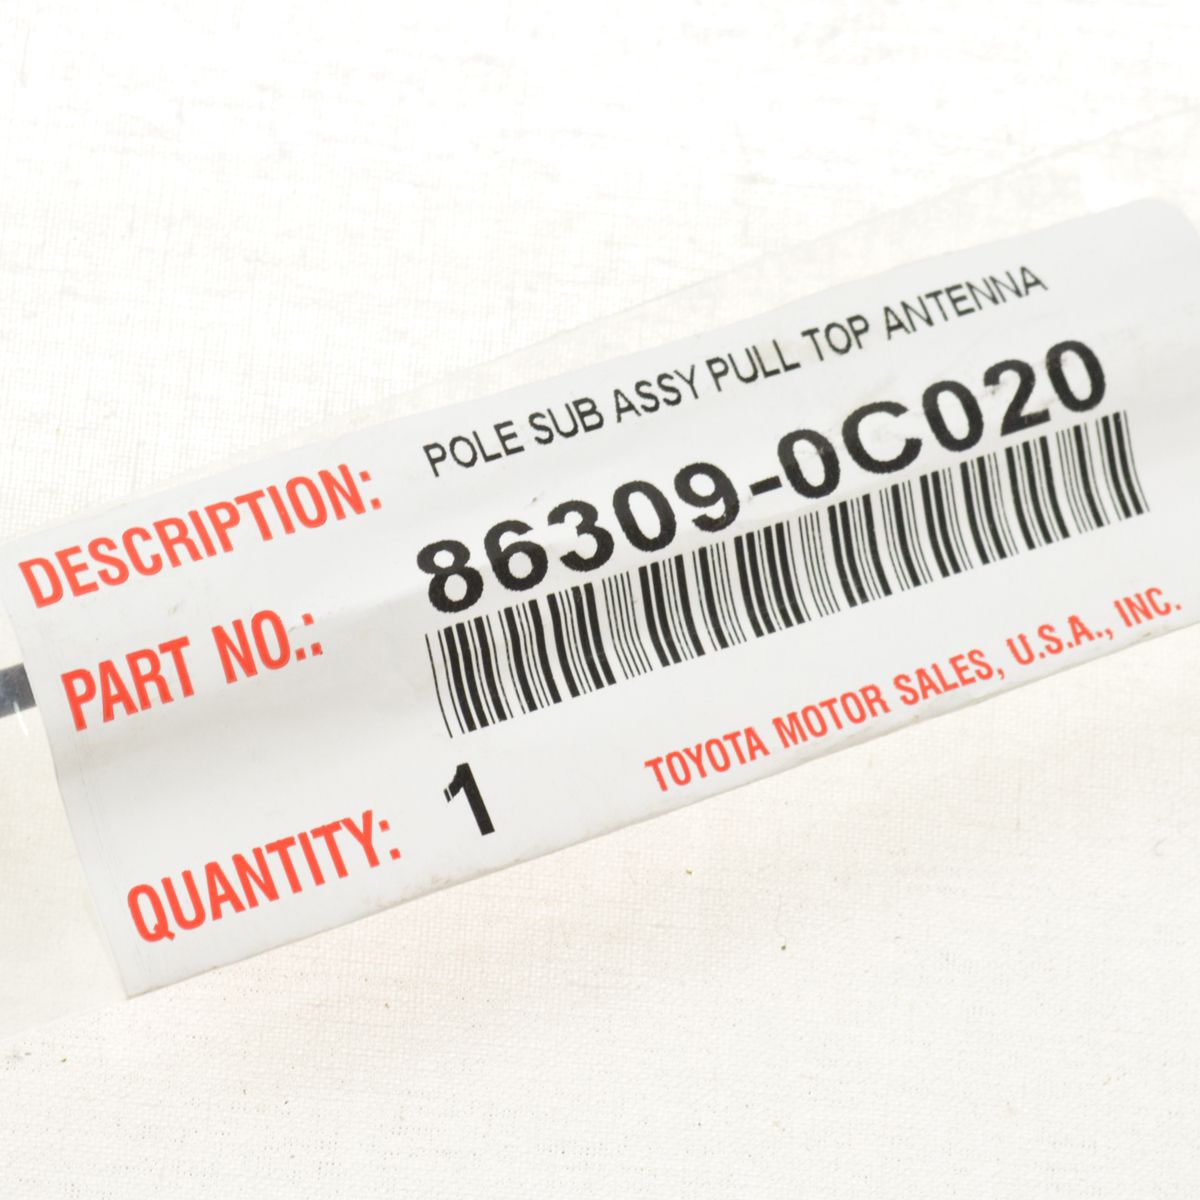 DESCRIPTION: POLE SUB ASSY PULL TOP ANTENNA
PART NO.: 86309-0C020
QUANTITY: 1
TOYOTA MOTOR SALES, U.S.A., INC.